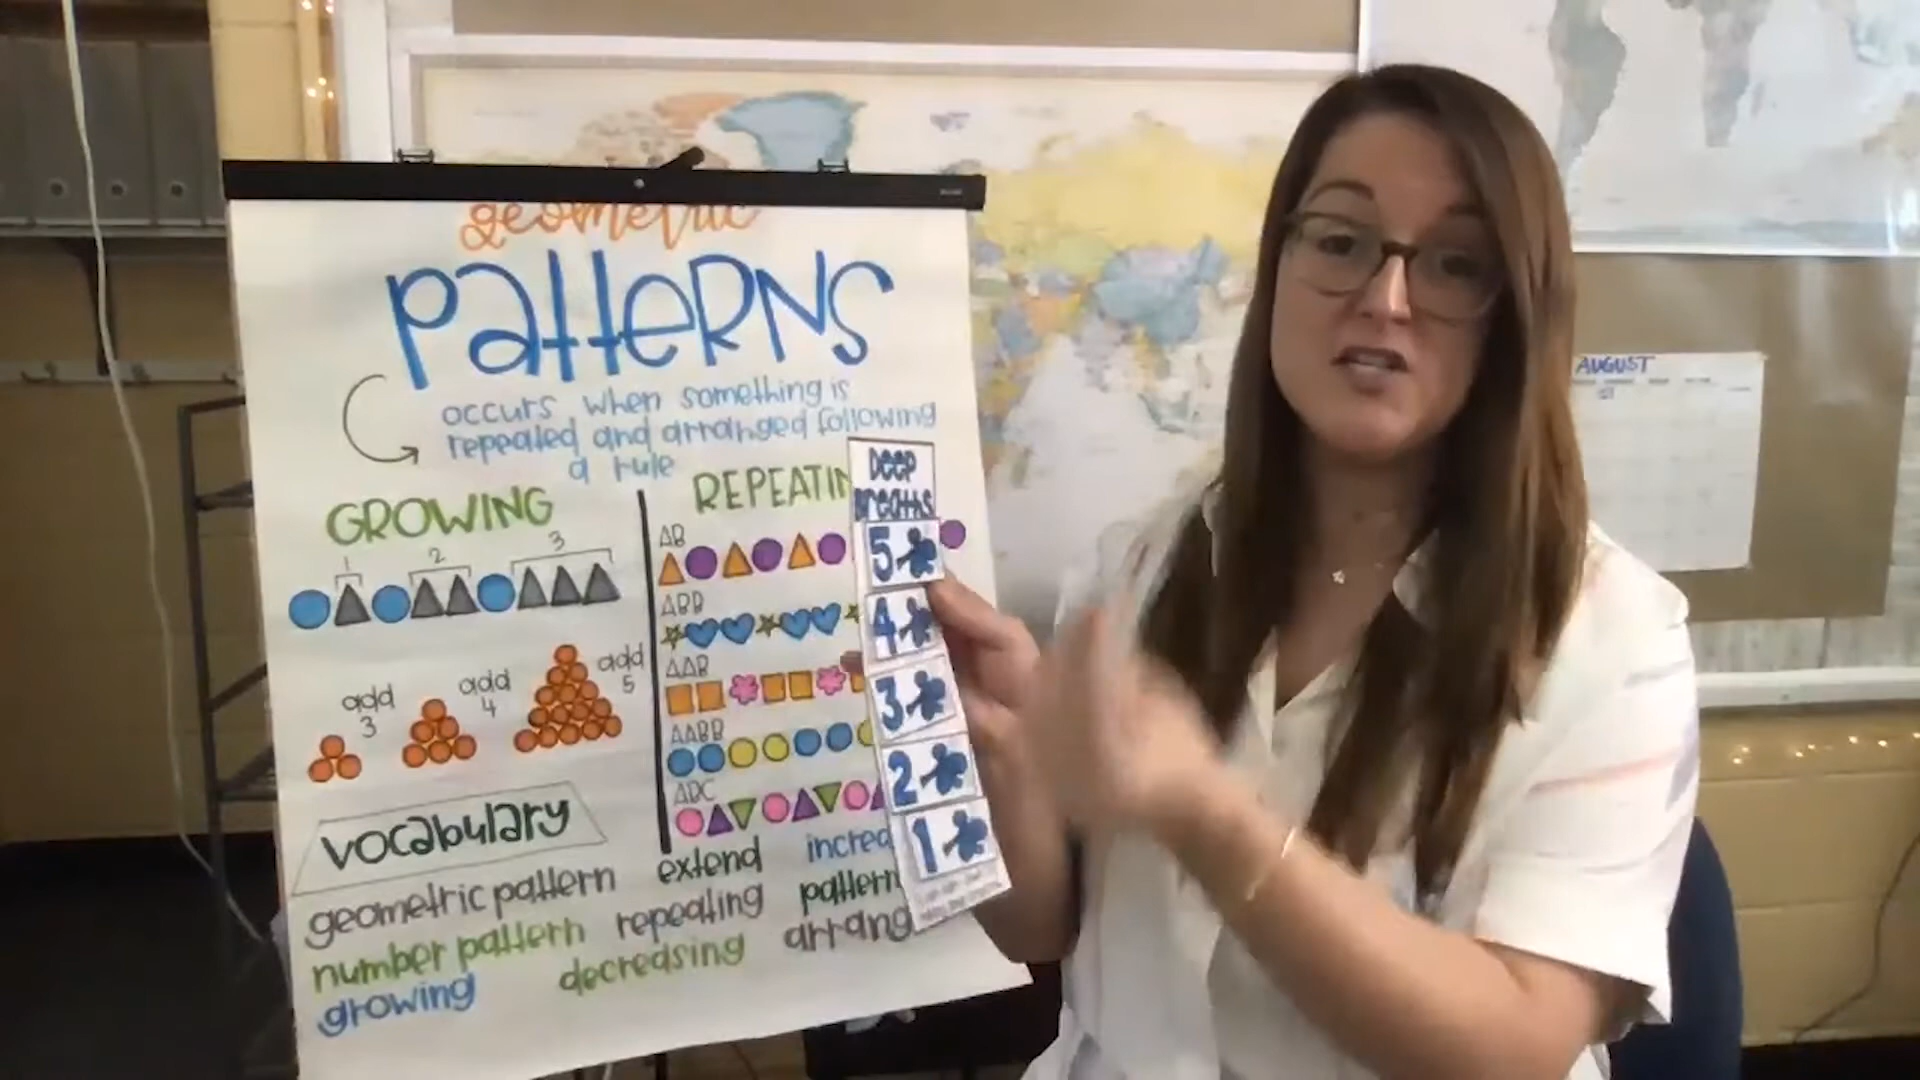 geometric
PATTERNS
occurs when something is
repeated and arranged following
a rule
GROWING
1 2 3
add
3
add
4
add
5
REPEATIN
AB
ABB
AAB
AABB
ABC
Deep
Breaths
5
4
3
2
1
vocabulary
geometric pattern
extend
increa
number pattern
repeating
pattern
growing
decreasing
arrang
AUGUST